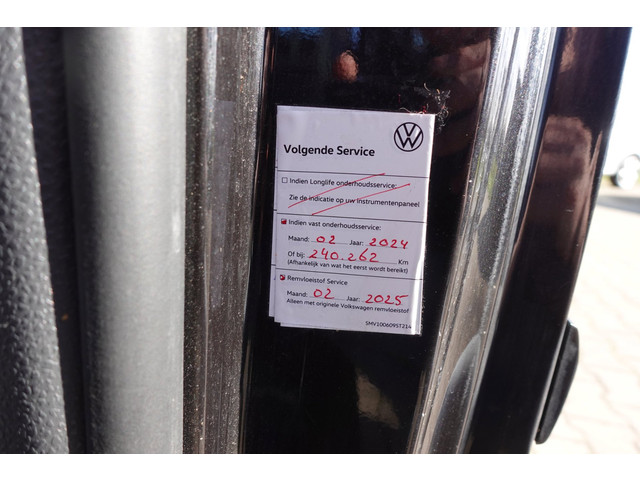 Volgende Service
Indien Longlife onderhoudsservice:
Zie de indicatie op uw instrumentenpaneel
Indien vast onderhoudsservice:
Maand: 02 Jaar: 2024
Of bij: 240.262 Km
(Afhankelijk van wat het eerst wordt bereikt)
Remvloeistof Service
Maand: 02 Jaar: 2025
Alleen met originele Volkswagen remvloeistof